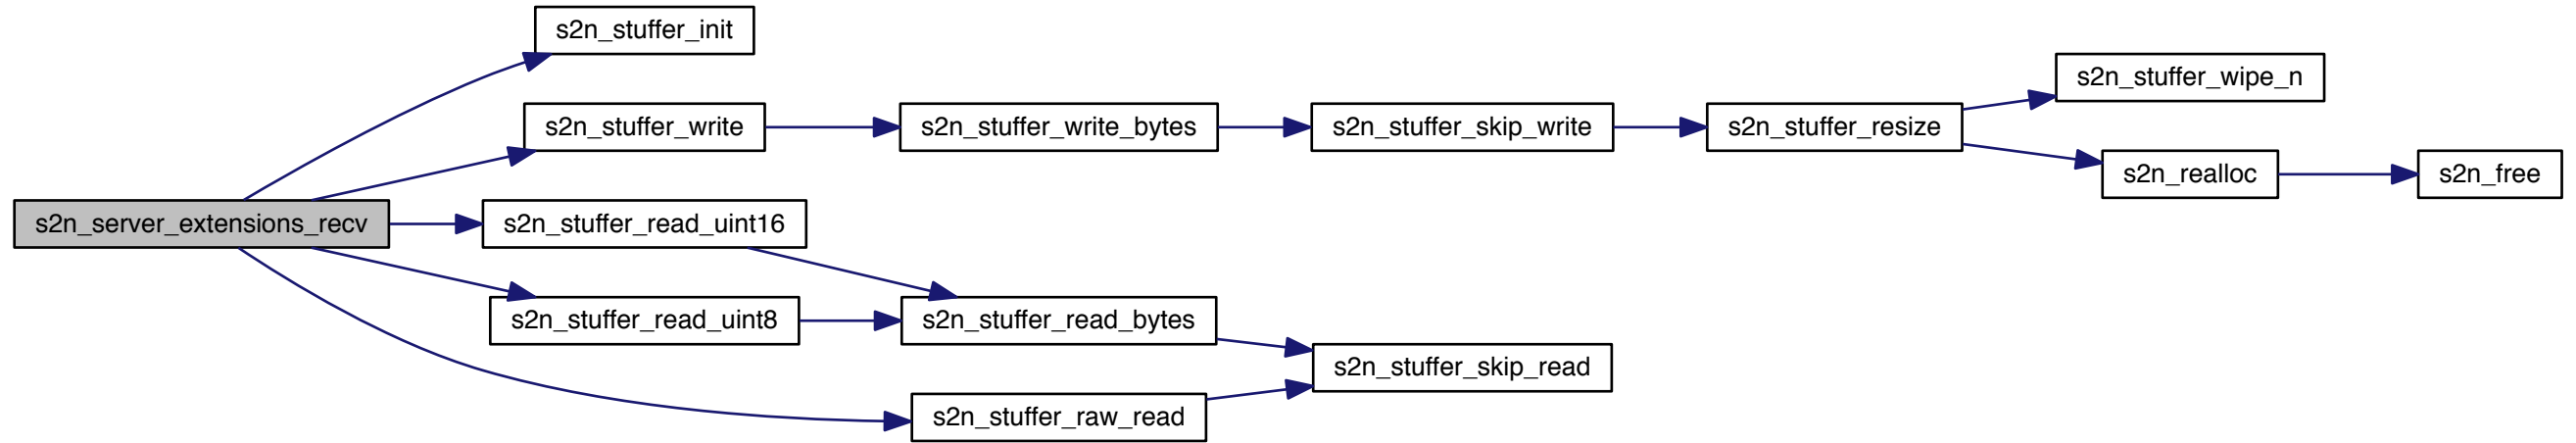 s2n_stuffer_init
s2n_stuffer_wipe_n
s2n_stuffer_write
s2n_stuffer_write_bytes
s2n_stuffer_skip_write
s2n_stuffer_resize
s2n_realloc
s2n_free
s2n_server_extensions_recv
s2n_stuffer_read_uint16
s2n_stuffer_read_uint8
s2n_stuffer_read_bytes
s2n_stuffer_skip_read
s2n_stuffer_raw_read